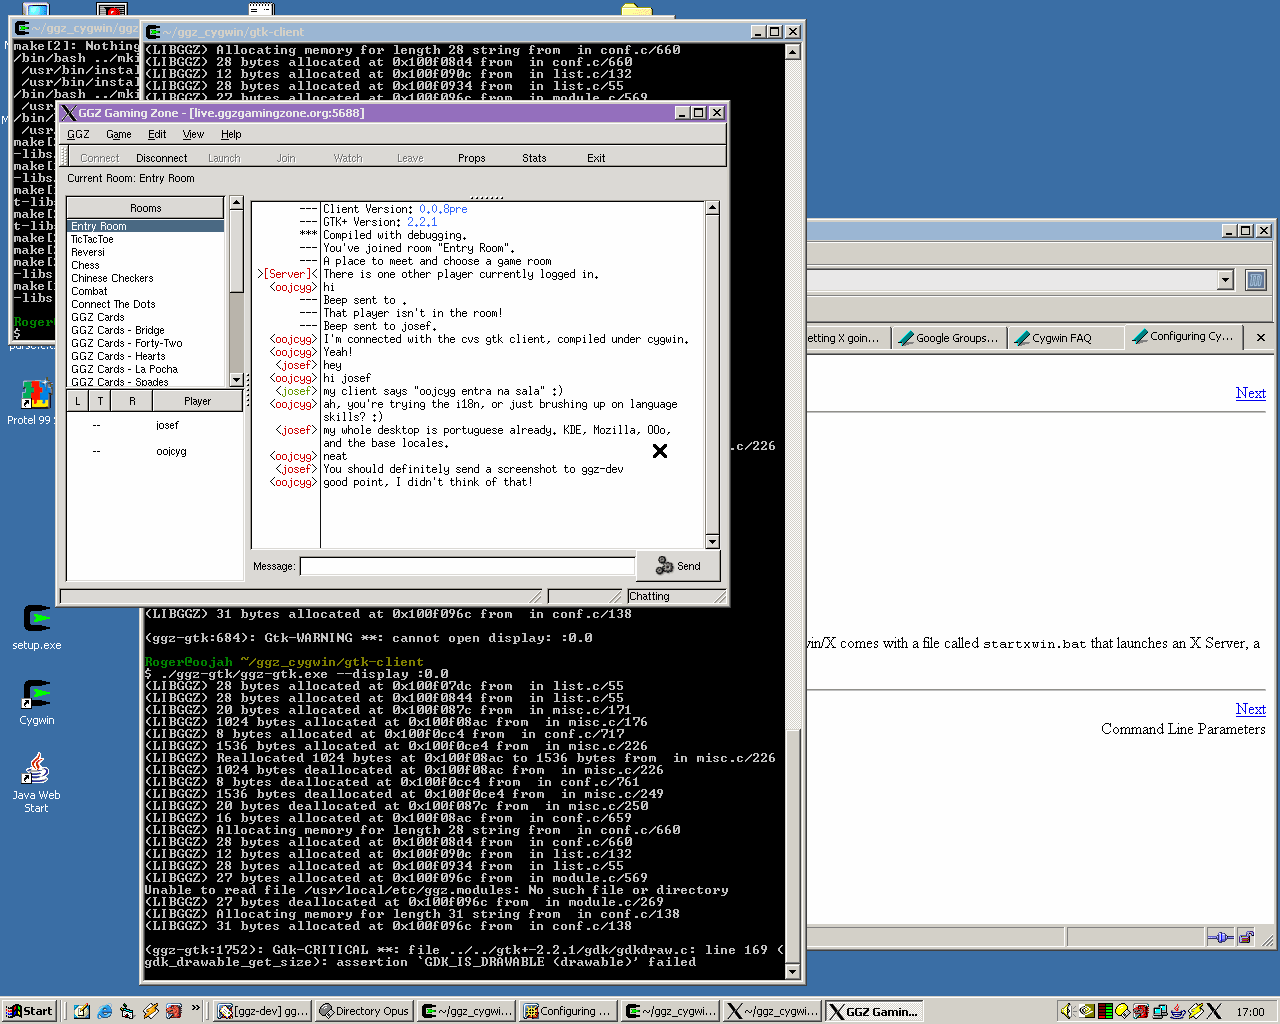 ~/ggz_cygwin/ggz
make[2]: Nothing
/bin/bash ../mki
/usr/bin/instal
/usr/bin/instal
/bin/bash ../mki
~/ggz_cygwin/gtk-client
(LIBGGZ) Allocating memory for length 28 string from  in conf.c/660
(LIBGGZ) 28 bytes allocated at 0x100f08d4 from  in conf.c/660
(LIBGGZ) 12 bytes allocated at 0x100f090c from  in list.c/132
(LIBGGZ) 28 bytes allocated at 0x100f0934 from  in list.c/55
(LIBGGZ) 27 bytes allocated at 0x100f096c from  in module.c/569
GGZ Gaming Zone - [live.ggzgamingzone.org:5688]
GGZ Game Edit View Help
Connect Disconnect Launch Join Watch Leave Props Stats Exit
Current Room: Entry Room
Rooms
Entry Room
TicTacToe
Reversi
Chess
Chinese Checkers
Combat
Connect The Dots
GGZ Cards
GGZ Cards - Bridge
GGZ Cards - Forty-Two
GGZ Cards - Hearts
GGZ Cards - La Pocha
GGZ Cards - Spades
L T R Player
-- josef
-- oojcyg
--- Client Version: 0.0.8pre
--- GTK+ Version: 2.2.1
*** Compiled with debugging.
--- You've joined room "Entry Room".
--- A place to meet and choose a game room
>[Server]< There is one other player currently logged in.
<oojcyg> hi
--- Beep sent to .
--- That player isn't in the room!
--- Beep sent to josef.
<oojcyg> I'm connected with the cvs gtk client, compiled under cygwin.
<oojcyg> Yeah!
<josef> hey
<oojcyg> hi josef
<josef> my client says "oojcyg entra na sala" :)
<oojcyg> ah, you're trying the i18n, or just brushing up on language
skills? :)
<josef> my whole desktop is portuguese already. KDE, Mozilla, OOo,
and the base locales.
<oojcyg> neat
<josef> You should definitely send a screenshot to ggz-dev
<oojcyg> good point, I didn't think of that!
Message: Send
Chatting
.c/226
(LIBGGZ) 31 bytes allocated at 0x100f096c from  in conf.c/138
(ggz-gtk:684): Gtk-WARNING **: cannot open display: :0.0
Roger@oojah ~/ggz_cygwin/gtk-client
$ ./ggz-gtk/ggz-gtk.exe --display :0.0
(LIBGGZ) 28 bytes allocated at 0x100f07dc from  in list.c/55
(LIBGGZ) 28 bytes allocated at 0x100f0844 from  in list.c/55
(LIBGGZ) 20 bytes allocated at 0x100f087c from  in misc.c/171
(LIBGGZ) 1024 bytes allocated at 0x100f08ac from  in misc.c/176
(LIBGGZ) 8 bytes allocated at 0x100f0cc4 from  in conf.c/717
(LIBGGZ) 1536 bytes allocated at 0x100f0ce4 from  in misc.c/226
(LIBGGZ) Reallocated 1024 bytes at 0x100f08ac to 1536 bytes from  in misc.c/226
(LIBGGZ) 1024 bytes deallocated at 0x100f08ac from  in misc.c/226
(LIBGGZ) 8 bytes deallocated at 0x100f0cc4 from  in conf.c/761
(LIBGGZ) 1536 bytes deallocated at 0x100f0ce4 from  in misc.c/249
(LIBGGZ) 20 bytes deallocated at 0x100f087c from  in misc.c/250
(LIBGGZ) 16 bytes allocated at 0x100f08ac from  in conf.c/659
(LIBGGZ) Allocating memory for length 28 string from  in conf.c/660
(LIBGGZ) 28 bytes allocated at 0x100f08d4 from  in conf.c/660
(LIBGGZ) 12 bytes allocated at 0x100f090c from  in list.c/132
(LIBGGZ) 28 bytes allocated at 0x100f0934 from  in list.c/55
(LIBGGZ) 27 bytes allocated at 0x100f096c from  in module.c/569
Unable to read file /usr/local/etc/ggz.modules: No such file or directory
(LIBGGZ) 27 bytes deallocated at 0x100f096c from  in module.c/269
(LIBGGZ) Allocating memory for length 31 string from  in conf.c/138
(LIBGGZ) 31 bytes allocated at 0x100f096c from  in conf.c/138
(ggz-gtk:1752): Gdk-CRITICAL **: file ../../gtk+-2.2.1/gdk/gdkdraw.c: line 169 (
gdk_drawable_get_size): assertion `GDK_IS_DRAWABLE (drawable)' failed
etting X goin... Google Groups... Cygwin FAQ Configuring Cy...
Next
vin/X comes with a file called startxwin.bat that launches an X Server, a
Next
Command Line Parameters
Protel 99
setup.exe
Cygwin
Java Web
Start
Start [ggz-dev] gg... Directory Opus ~/ggz_cygwi... Configuring ... ~/ggz_cygwi... ~/ggz_cygwi... GGZ Gamin... 17:00